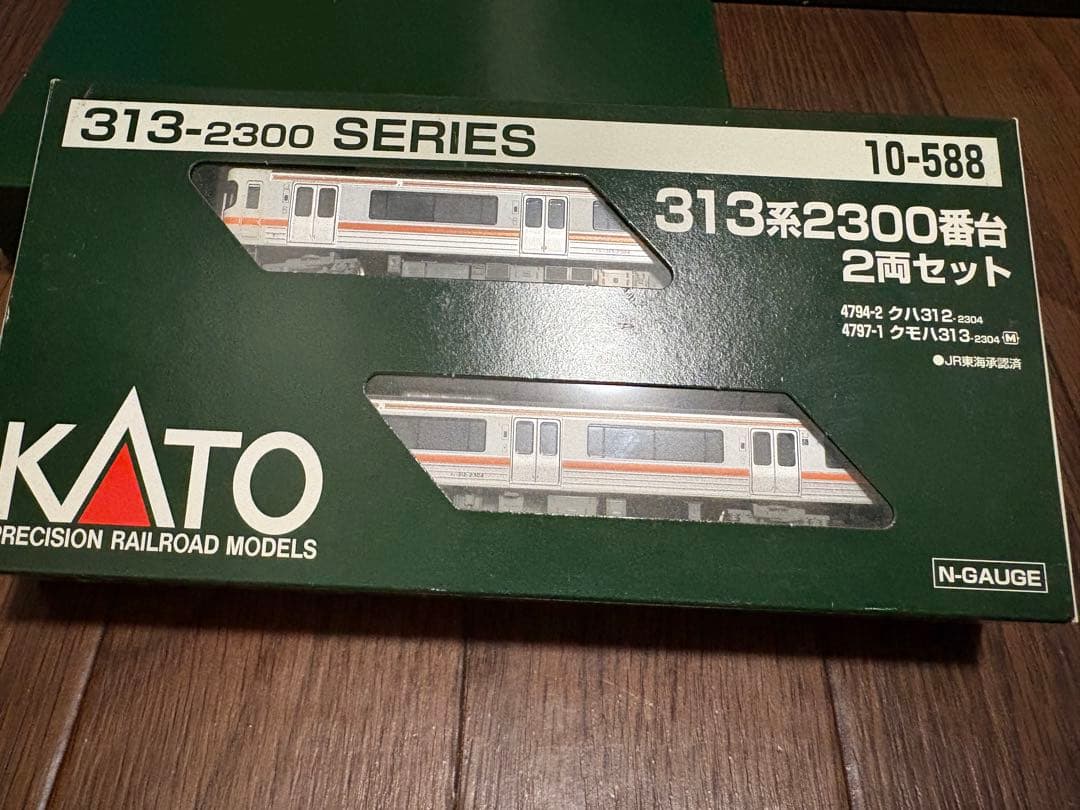 313-2300 SERIES
10-588
313系2300番台
2両セット
4794-2 クハ312-2304
4797-1 クモハ313-2304 M
●JR東海承認済
KATO
PRECISION RAILROAD MODELS
N-GAUGE